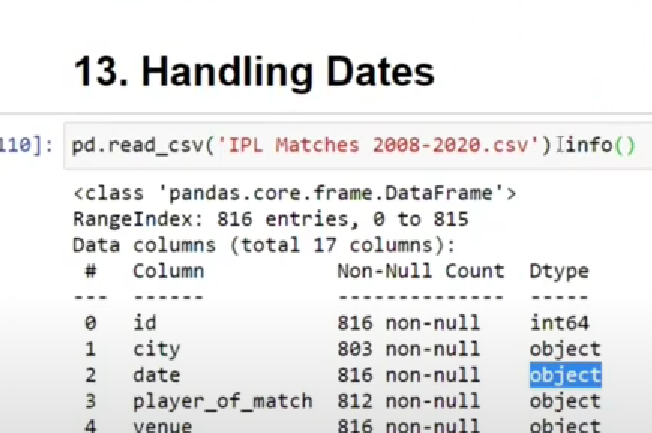 13. Handling Dates
110]: pd.read_csv('IPL Matches 2008-2020.csv').info()
<class 'pandas.core.frame.DataFrame'>
RangeIndex: 816 entries, 0 to 815
Data columns (total 17 columns):
# Column Non-Null Count Dtype
--- ------ -------------- -----
0 id 816 non-null int64
1 city 803 non-null object
2 date 816 non-null object
3 player_of_match 812 non-null object
4 venue 816 non-null object